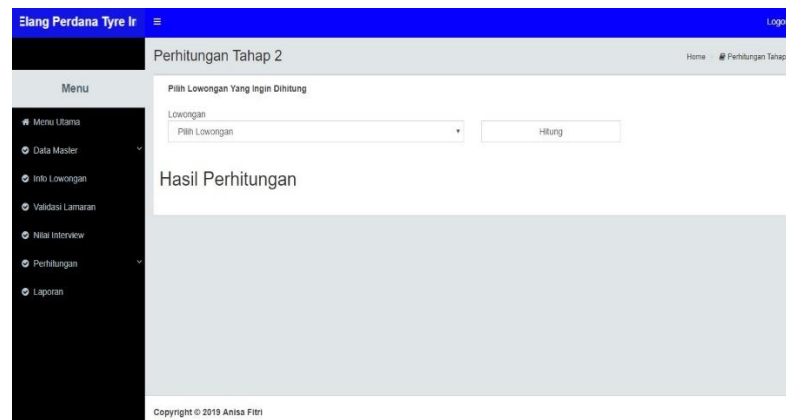 Elang Perdana Tyre In
Logo
Perhitungan Tahap 2
Home / Perhitungan Tahap
Menu
Pilih Lowongan Yang Ingin Dihitung
Menu Utama
Lowongan
Pilih Lowongan
Hitung
Data Master
Info Lowongan
Hasil Perhitungan
Validasi Lamaran
Nilai Interview
Perhitungan
Laporan
Copyright © 2019 Anisa Fitri